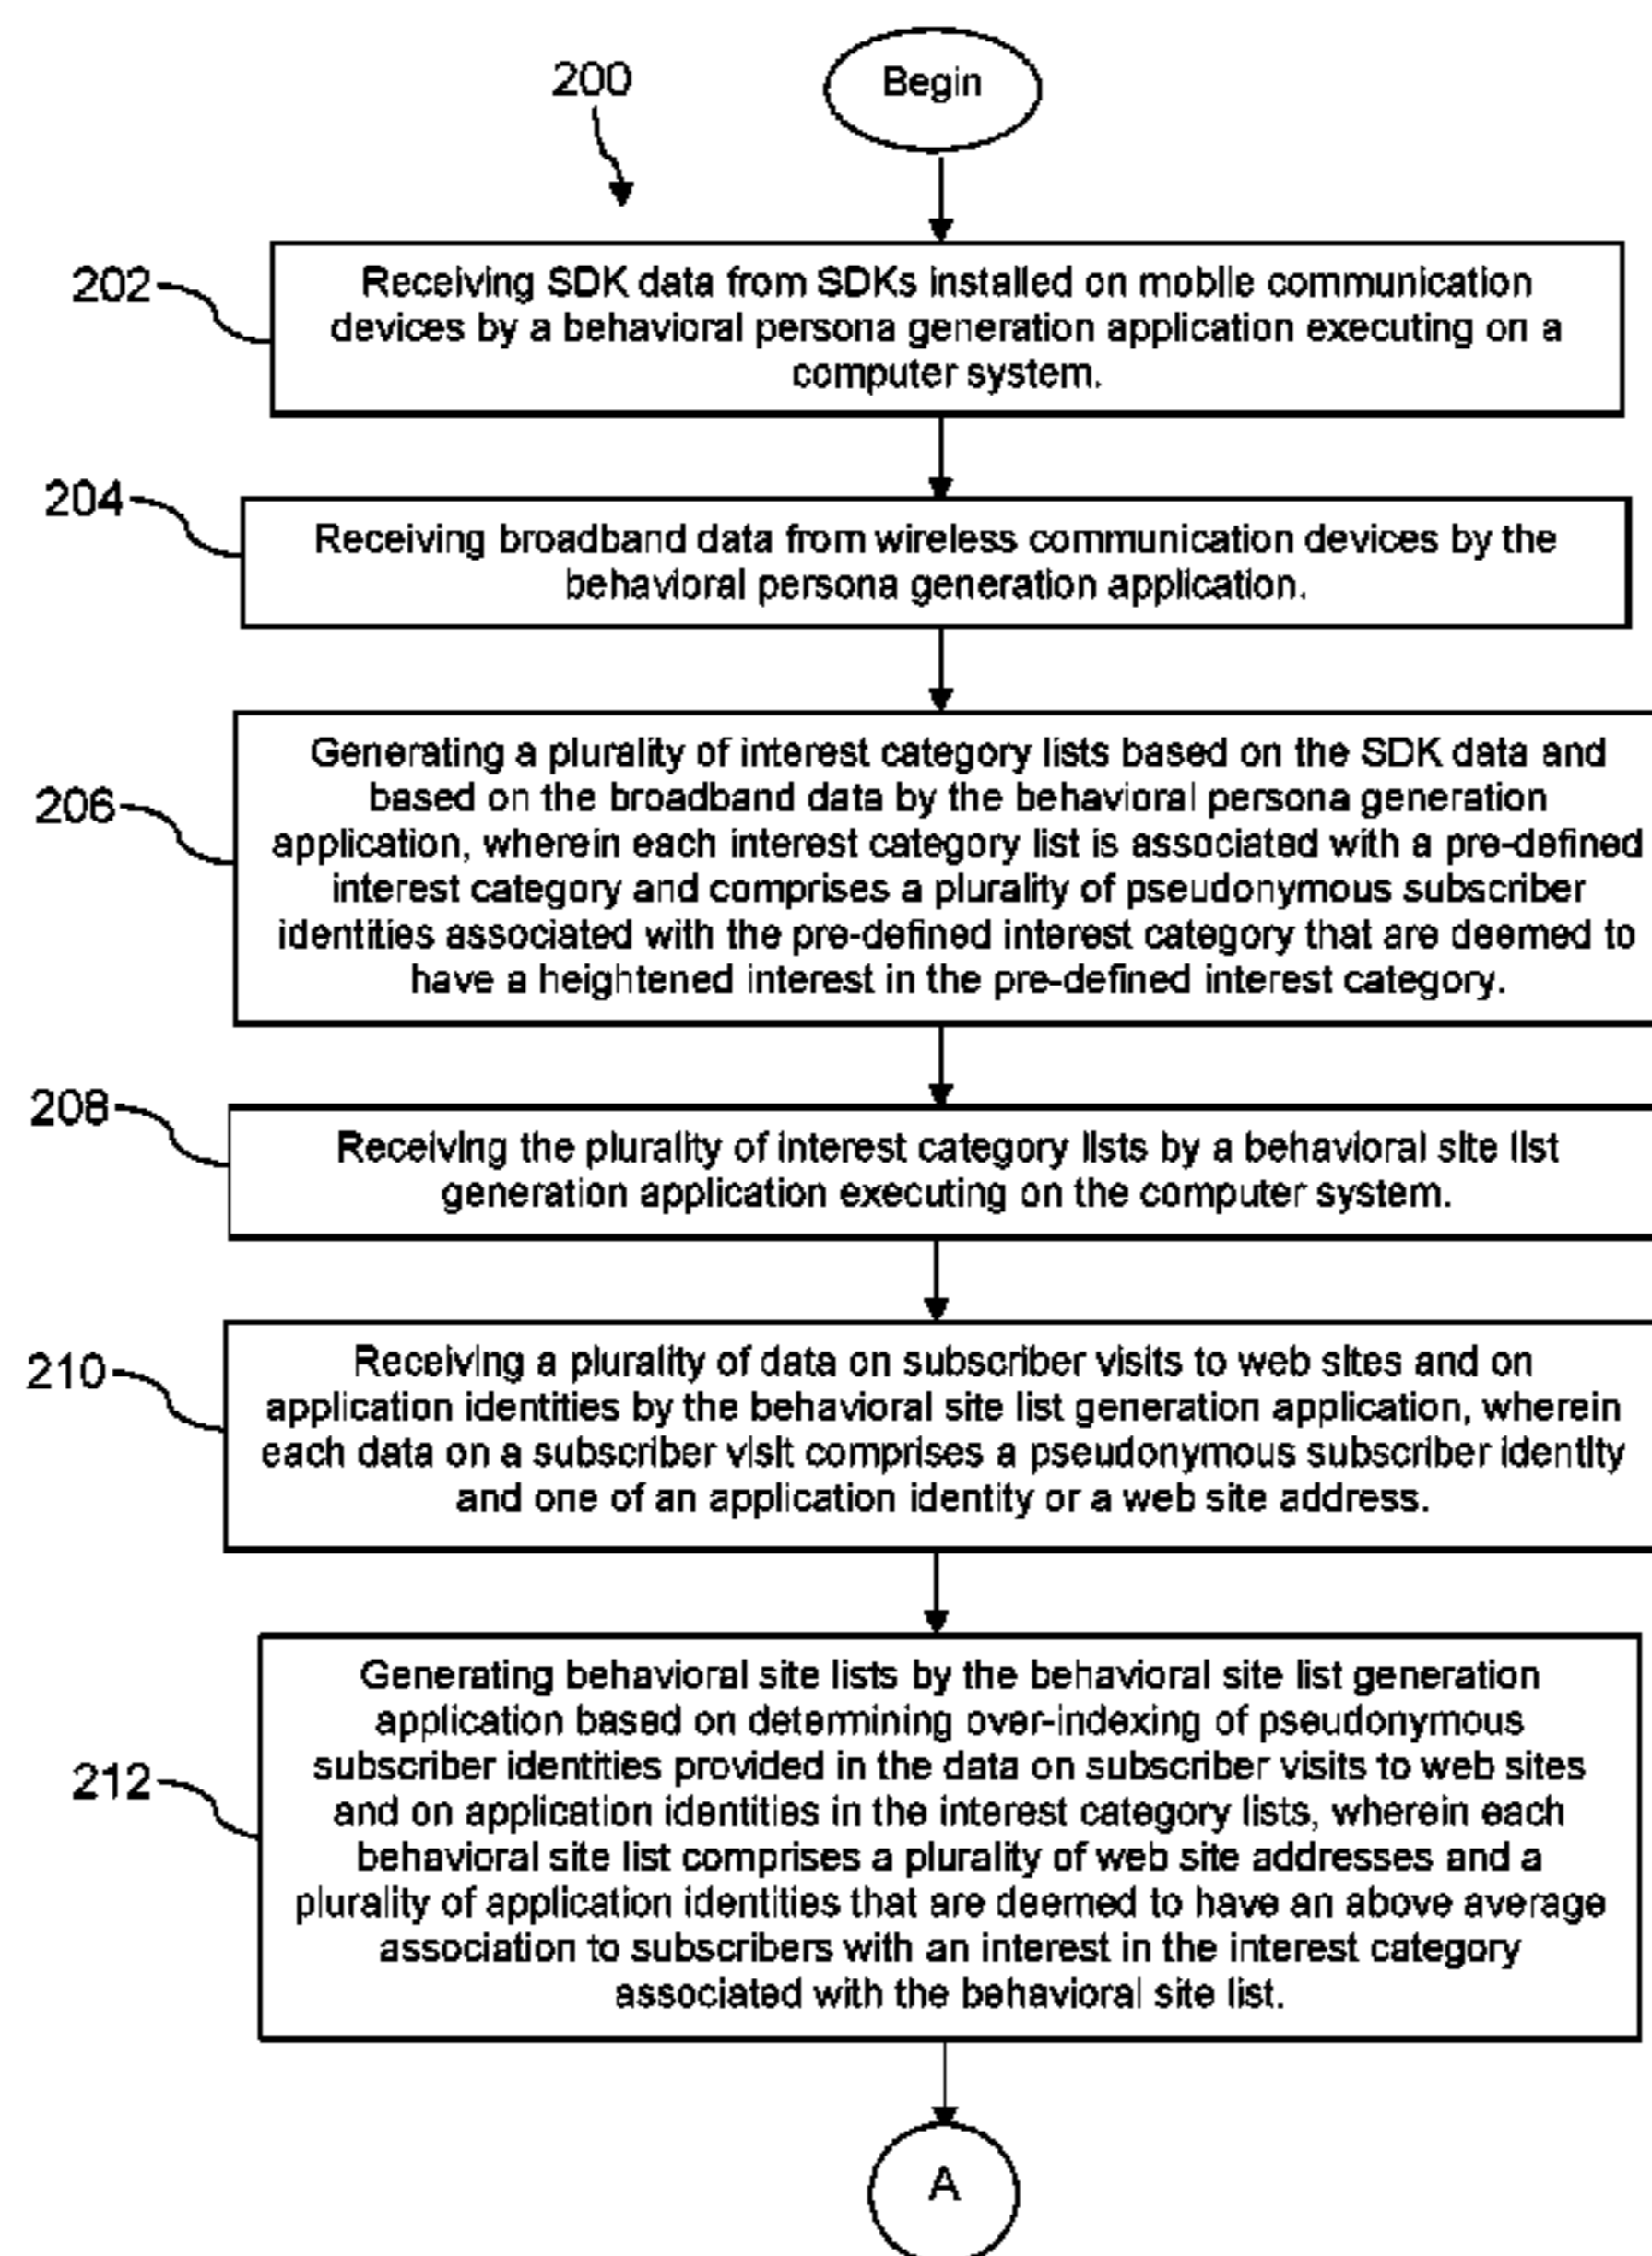 200
Begin
202
Receiving SDK data from SDKs installed on mobile communication
devices by a behavioral persona generation application executing on a
computer system.
204
Receiving broadband data from wireless communication devices by the
behavioral persona generation application.
206
Generating a plurality of interest category lists based on the SDK data and
based on the broadband data by the behavioral persona generation
application, wherein each interest category list is associated with a pre-defined
interest category and comprises a plurality of pseudonymous subscriber
identities associated with the pre-defined interest category that are deemed to
have a heightened interest in the pre-defined interest category.
208
Receiving the plurality of interest category lists by a behavioral site list
generation application executing on the computer system.
210
Receiving a plurality of data on subscriber visits to web sites and on
application identities by the behavioral site list generation application, wherein
each data on a subscriber visit comprises a pseudonymous subscriber identity
and one of an application identity or a web site address.
212
Generating behavioral site lists by the behavioral site list generation
application based on determining over-indexing of pseudonymous
subscriber identities provided in the data on subscriber visits to web sites
and on application identities in the interest category lists, wherein each
behavioral site list comprises a plurality of web site addresses and a
plurality of application identities that are deemed to have an above average
association to subscribers with an interest in the interest category
associated with the behavioral site list.
A